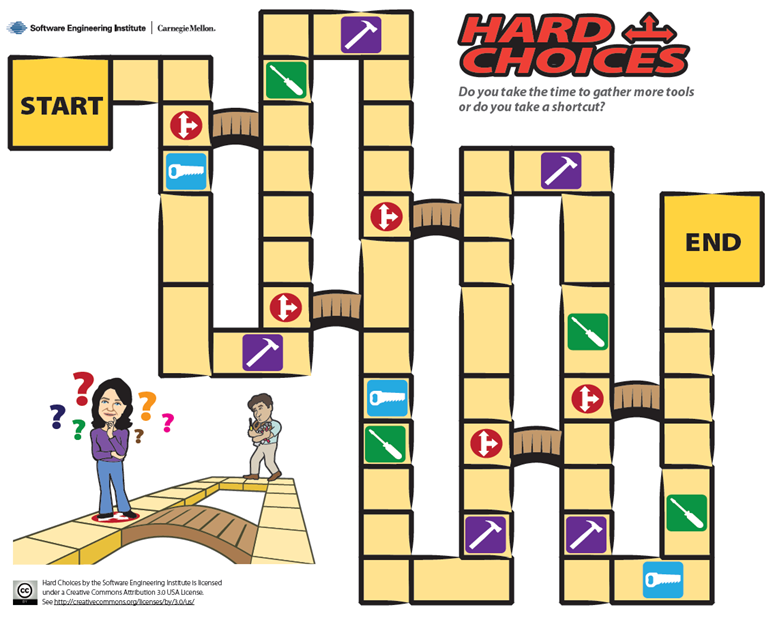 Software Engineering Institute | Carnegie Mellon.
HARD
CHOICES
Do you take the time to gather more tools
or do you take a shortcut?
START
END
? ? ? ? ? ?
Hard Choices by the Software Engineering Institute is licensed
under a Creative Commons Attribution 3.0 USA License.
See http://creativecommons.org/licenses/by/3.0/us/
cc